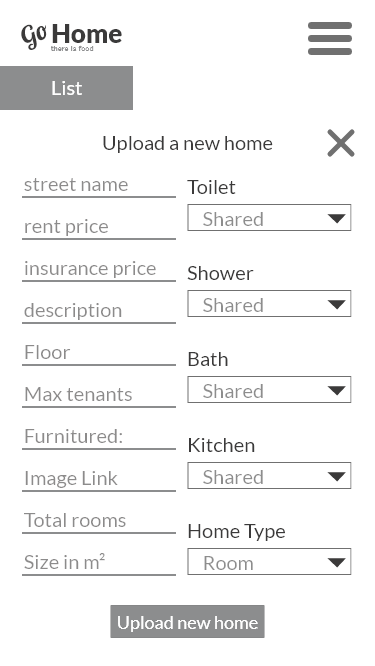 Go Home
there is food
List
Upload a new home
street name
rent price
insurance price
description
Floor
Max tenants
Furnitured:
Image Link
Total rooms
Size in m²
Toilet
Shared
Shower
Shared
Bath
Shared
Kitchen
Shared
Home Type
Room
Upload new home